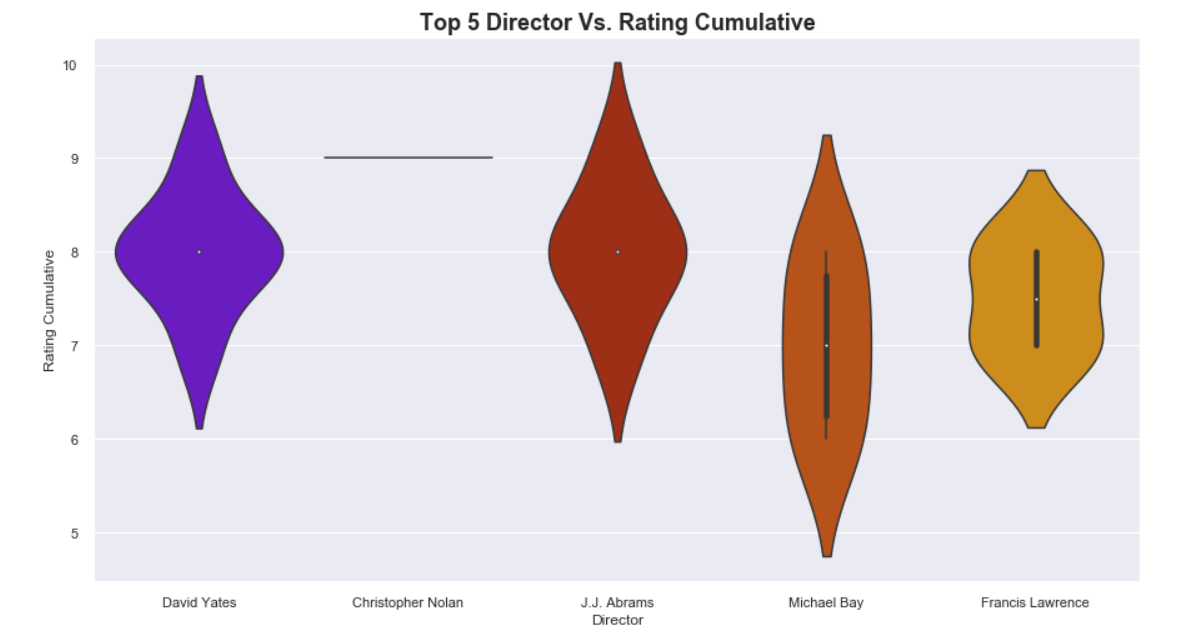 Top 5 Director Vs. Rating Cumulative
10
9
8
7
6
5
Rating Cumulative
David Yates
Christopher Nolan
J.J. Abrams
Michael Bay
Francis Lawrence
Director